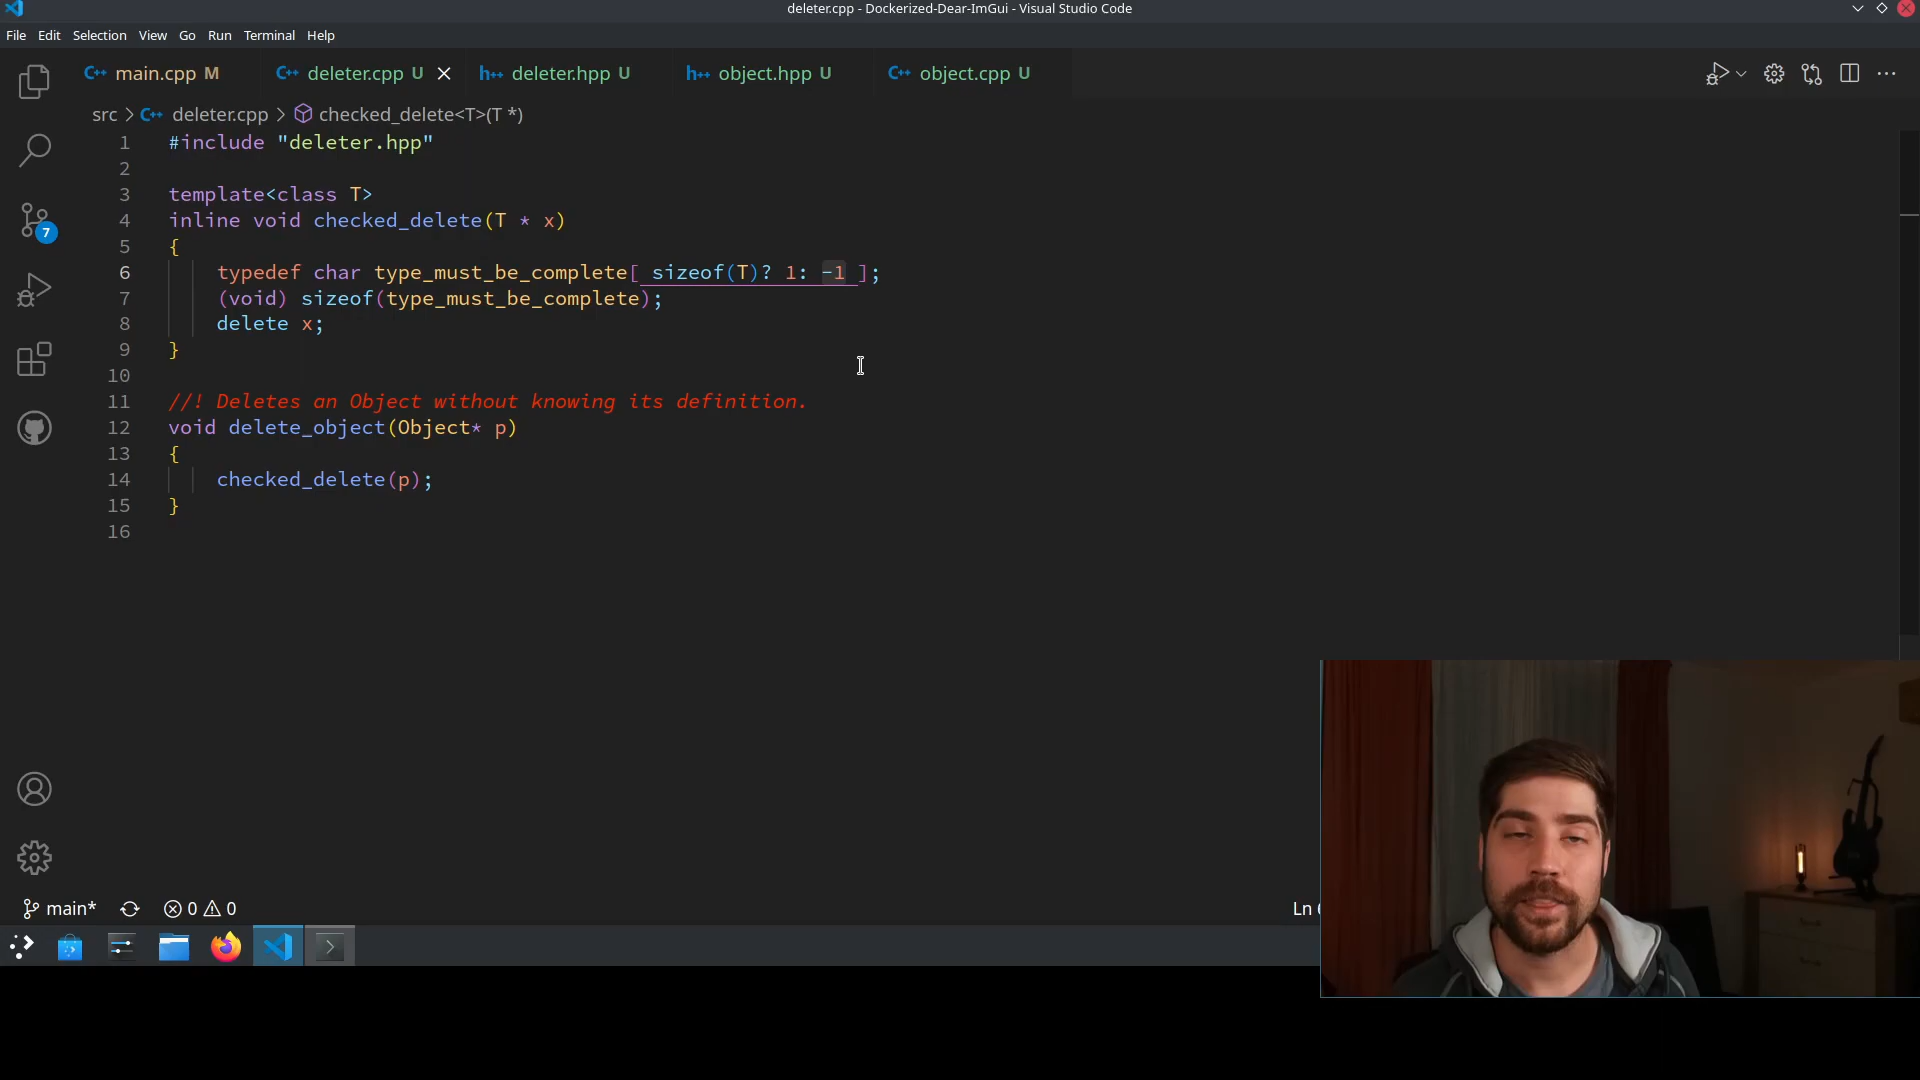 deleter.cpp - Dockerized-Dear-ImGui - Visual Studio Code
File Edit Selection View Go Run Terminal Help
C++ main.cpp M C++ deleter.cpp U h++ deleter.hpp U h++ object.hpp U C++ object.cpp U
src > C++ deleter.cpp > checked_delete<T>(T *)
1 #include "deleter.hpp"
2
3 template<class T>
4 inline void checked_delete(T * x)
5 {
6 typedef char type_must_be_complete[ sizeof(T)? 1: -1 ];
7 (void) sizeof(type_must_be_complete);
8 delete x;
9 }
10
11 //! Deletes an Object without knowing its definition.
12 void delete_object(Object* p)
13 {
14 checked_delete(p);
15 }
16
7
main* 0 0 Ln